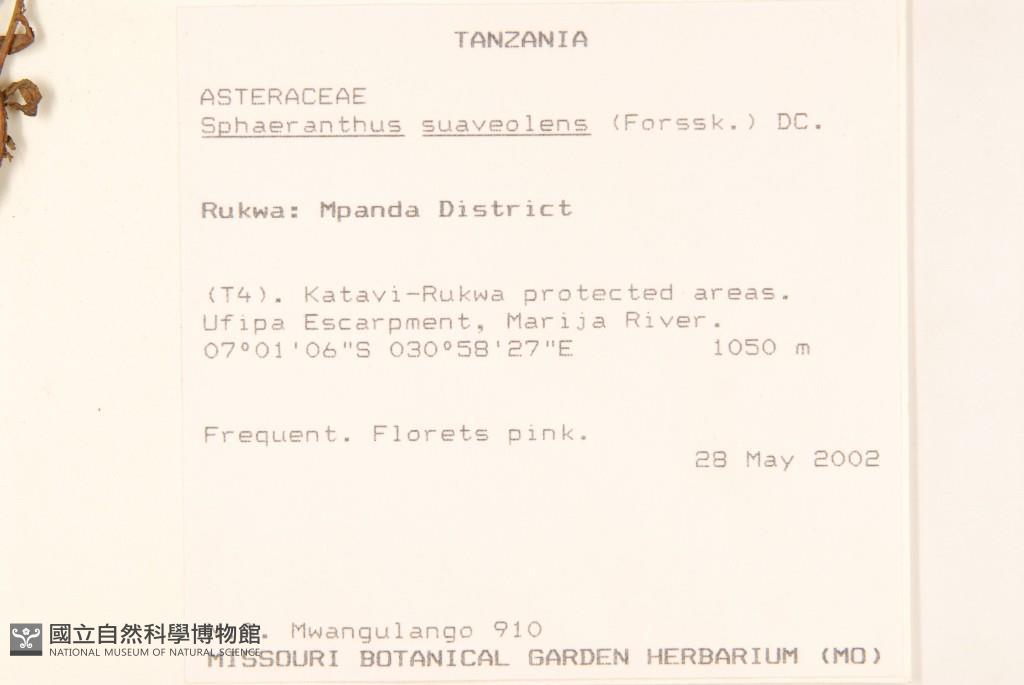 TANZANIA
ASTERACEAE
Sphaeranthus suaveolens (Forssk.) DC.
Rukwa: Mpanda District
(T4). Katavi-Rukwa protected areas.
Ufipa Escarpment, Marija River.
07°01'06"S 030°58'27"E 1050 m
Frequent. Florets pink.
28 May 2002
Mwangulango 910
國立自然科學博物館
NATIONAL MUSEUM OF NATURAL SCIENCE
MISSOURI BOTANICAL GARDEN HERBARIUM (MO)